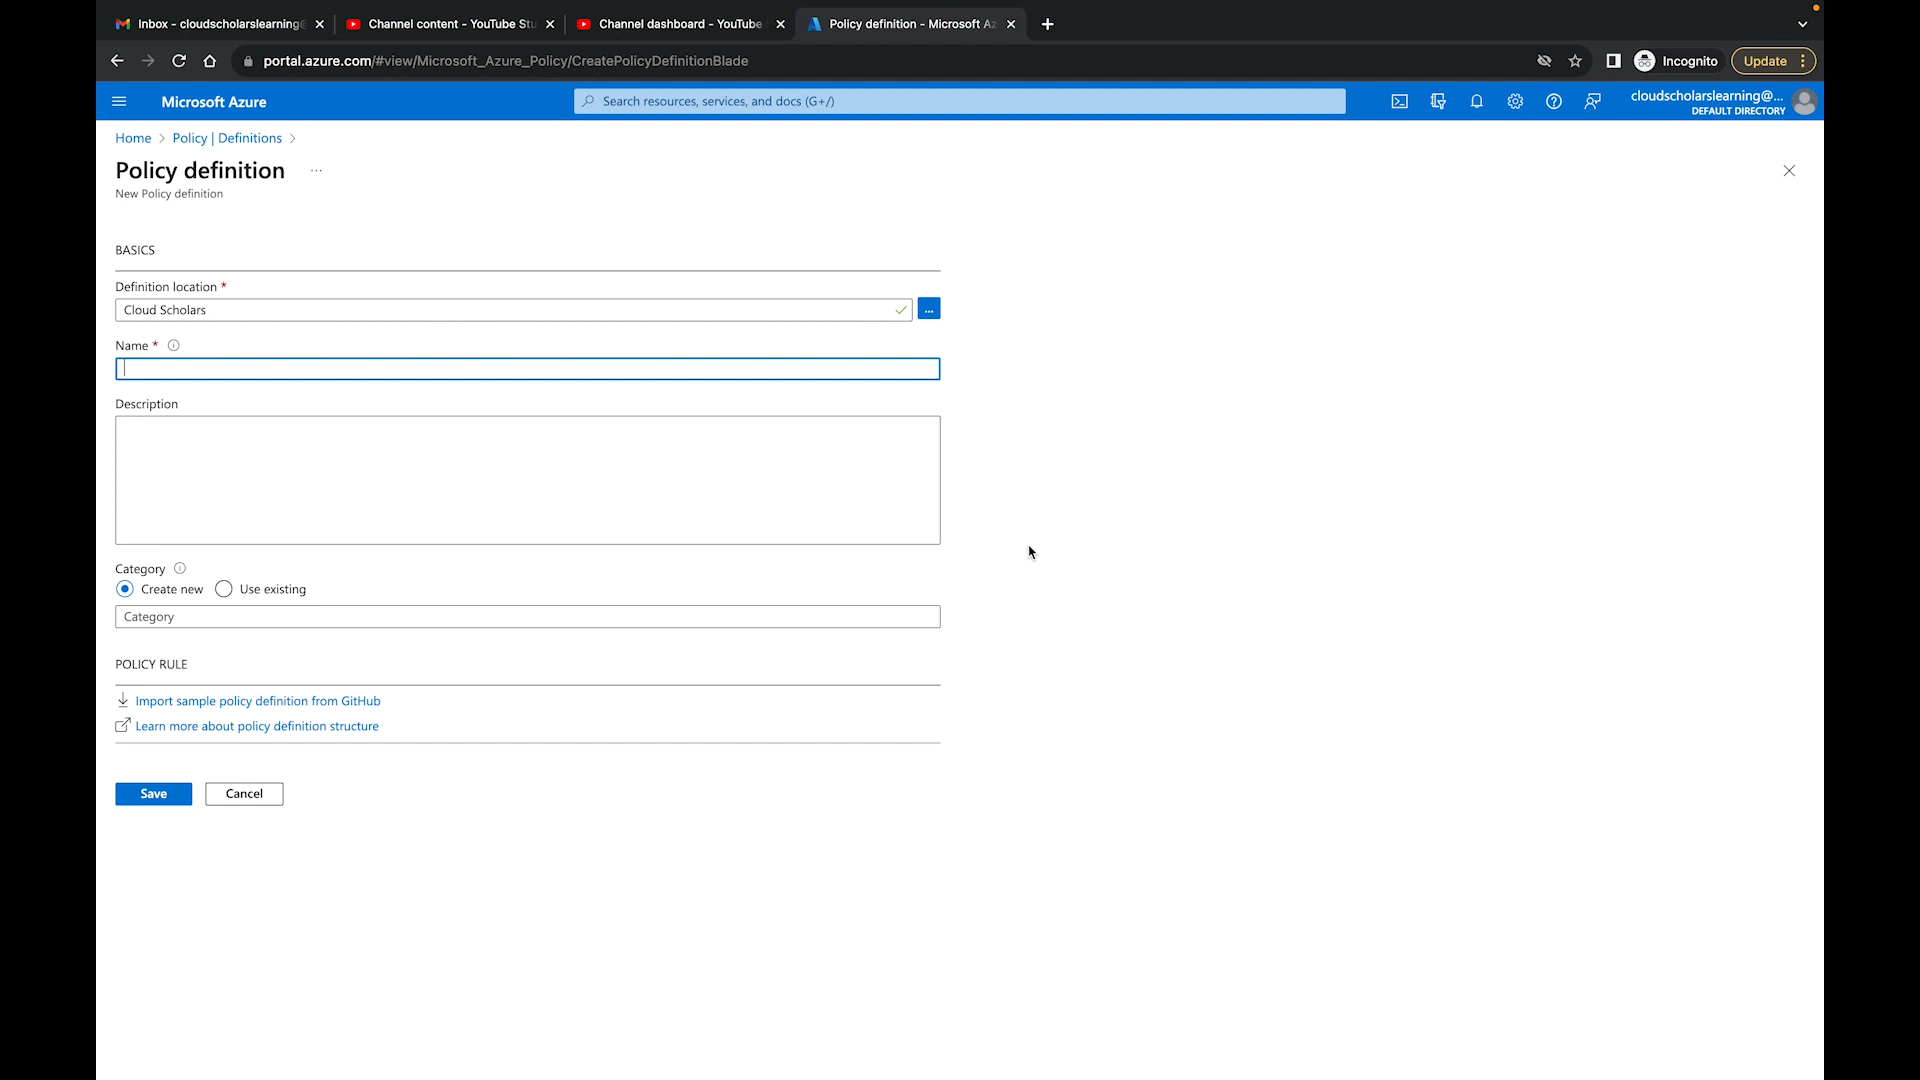 Inbox - cloudscholarslearning@
Channel content - YouTube Stu
Channel dashboard - YouTube
Policy definition - Microsoft Az
portal.azure.com/#view/Microsoft_Azure_Policy/CreatePolicyDefinitionBlade
Incognito
Update
Microsoft Azure
Search resources, services, and docs (G+/)
cloudscholarslearning@...
DEFAULT DIRECTORY
Home > Policy | Definitions >
Policy definition ...
New Policy definition
BASICS
Definition location *
Cloud Scholars
...
Name *
Description
Category
Create new
Use existing
Category
POLICY RULE
Import sample policy definition from GitHub
Learn more about policy definition structure
Save
Cancel